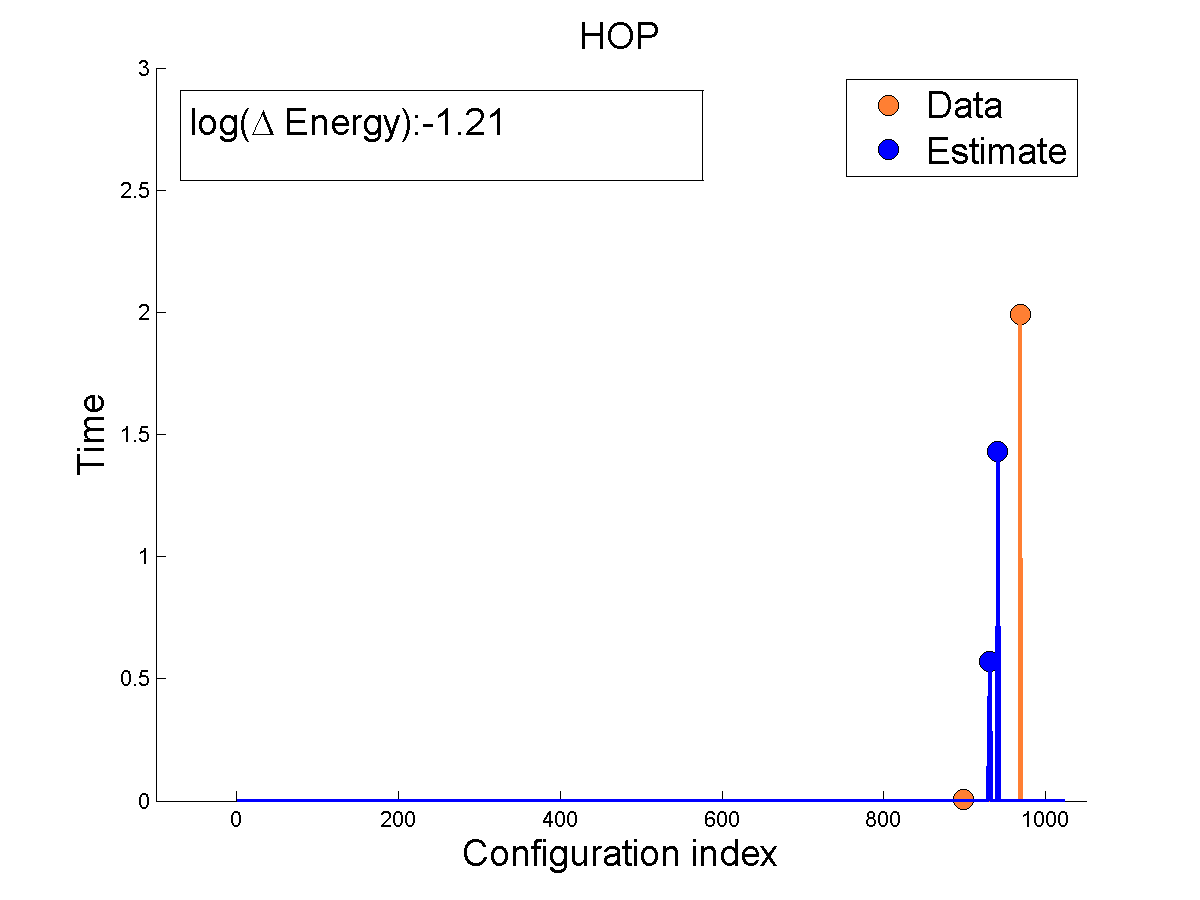 HOP
log(Δ Energy):-1.21
Data
Estimate
3
2.5
2
1.5
1
0.5
0
Time
0 200 400 600 800 1000
Configuration index